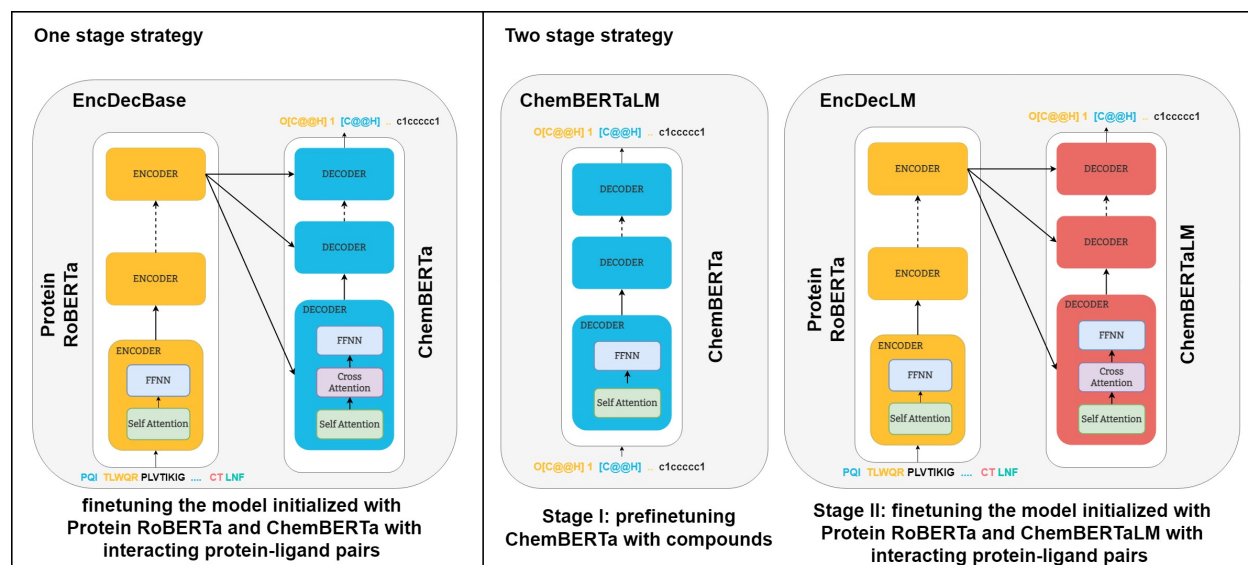 One stage strategy
EncDecBase
O[C@@H] 1 [C@@H] .. c1ccccc1
ENCODER
DECODER
ENCODER
DECODER
Protein
RoBERTa
ChemBERTa
ENCODER
FFNN
Self Attention
DECODER
FFNN
Cross
Attention
Self Attention
PQI TLWQR PLVTIKIG .... CT LNF
finetuning the model initialized with
Protein RoBERTa and ChemBERTa with
interacting protein-ligand pairs
Two stage strategy
ChemBERTaLM
O[C@@H] 1 [C@@H] .. c1ccccc1
DECODER
DECODER
ChemBERTa
DECODER
FFNN
Self Attention
O[C@@H] 1 [C@@H] .. c1ccccc1
Stage I: prefinetuning
ChemBERTa with compounds
EncDecLM
O[C@@H] 1 [C@@H] .. c1ccccc1
ENCODER
DECODER
ENCODER
DECODER
Protein
RoBERTa
ChemBERTaLM
ENCODER
FFNN
Self Attention
DECODER
FFNN
Cross
Attention
Self Attention
PQI TLWQR PLVTIKIG .... CT LNF
Stage II: finetuning the model initialized with
Protein RoBERTa and ChemBERTaLM with
interacting protein-ligand pairs